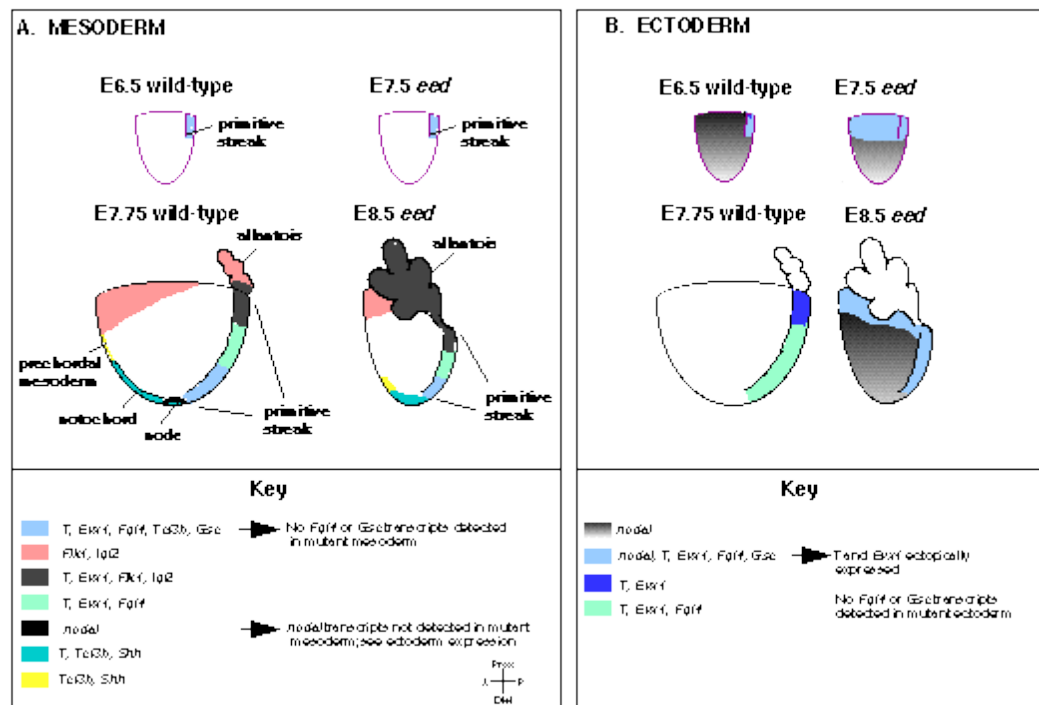 A. MESODERM
E6.5 wild-type
E7.5 eed
primitive
streak
primitive
streak
E7.75 wild-type
E8.5 eed
allantois
allantois
prechordal
mesoderm
notochord
node
primitive
streak
primitive
streak
Key
T, Evx1, Fgf4, Tcf3b, Gsc
No Fgf4 or Gsc transcripts detected
in mutant mesoderm
Flk1, Igf2
T, Evx1, Flk1, Igf2
T, Evx1, Fgf4
nodal
nodal transcripts not detected in mutant
mesoderm; see ectoderm expression
T, Tcf3b, Shh
Tcf3b, Shh
Prox
A P
Dist
B. ECTODERM
E6.5 wild-type
E7.5 eed
E7.75 wild-type
E8.5 eed
Key
nodal
nodal, T, Evx1, Fgf4, Gsc
T and Evx1 ectopically
expressed
T, Evx1
No Fgf4 or Gsc transcripts
detected in mutant ectoderm
T, Evx1, Fgf4